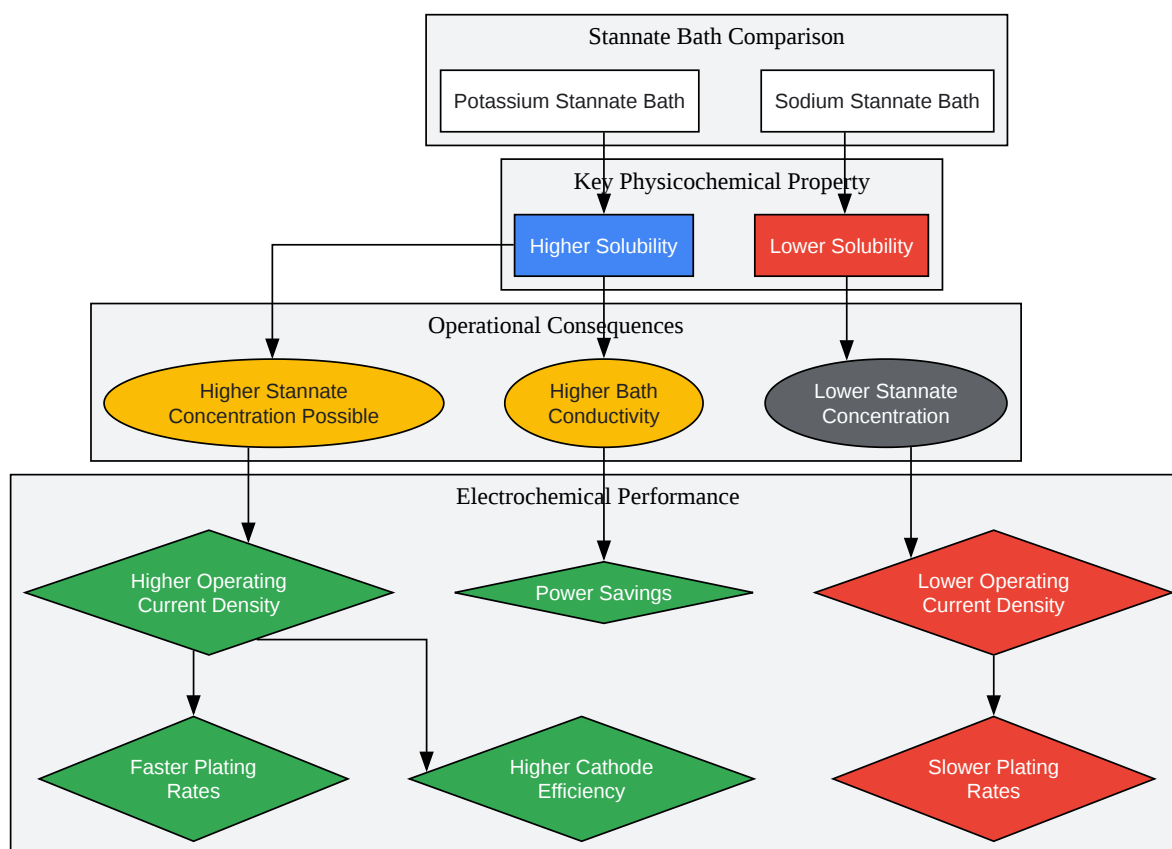 Stannate Bath Comparison
Potassium Stannate Bath
Sodium Stannate Bath
Key Physicochemical Property
Higher Solubility
Lower Solubility
Operational Consequences
Higher Stannate
Concentration Possible
Higher Bath
Conductivity
Lower Stannate
Concentration
Electrochemical Performance
Higher Operating
Current Density
Power Savings
Lower Operating
Current Density
Faster Plating
Rates
Higher Cathode
Efficiency
Slower Plating
Rates